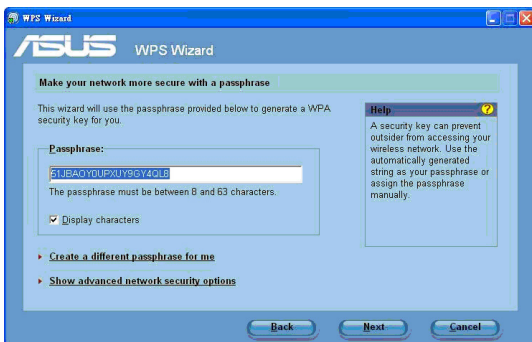 WPS Wizard
ASUS WPS Wizard
Make your network more secure with a passphrase
This wizard will use the passphrase provided below to generate a WPA
security key for you.
Passphrase:
51JBAOY0UPXUY9GY4QL8
The passphrase must be between 8 and 63 characters.
Display characters
Create a different passphrase for me
Show advanced network security options
Help
A security key can prevent
outsider from accessing your
wireless network. Use the
automatically generated
string as your passphrase or
assign the passphrase
manually.
Back Next Cancel